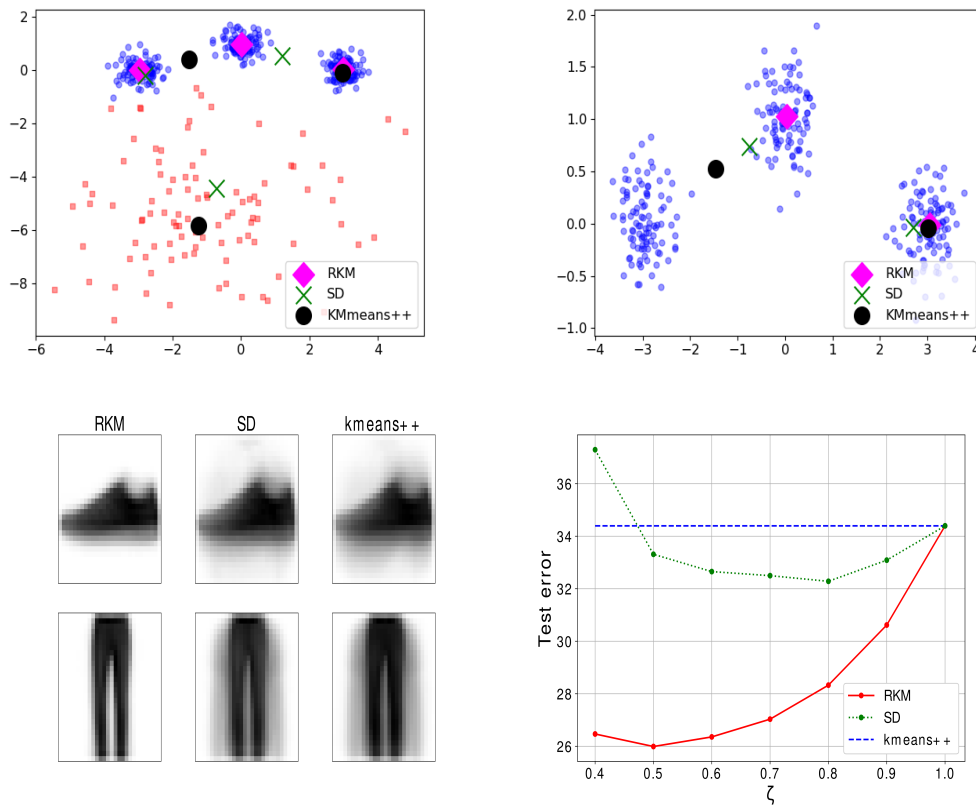 2
0
−2
−4
−6
−8
−6 −4 −2 0 2 4
RKM
SD
KMmeans++
2.0
1.5
1.0
0.5
0.0
−0.5
−1.0
−4 −3 −2 −1 0 1 2 3 4
RKM
SD
KMmeans++
RKM SD kmeans++
Test error
36
34
32
30
28
26
0.4 0.5 0.6 0.7 0.8 0.9 1.0
ζ
RKM
SD
kmeans++